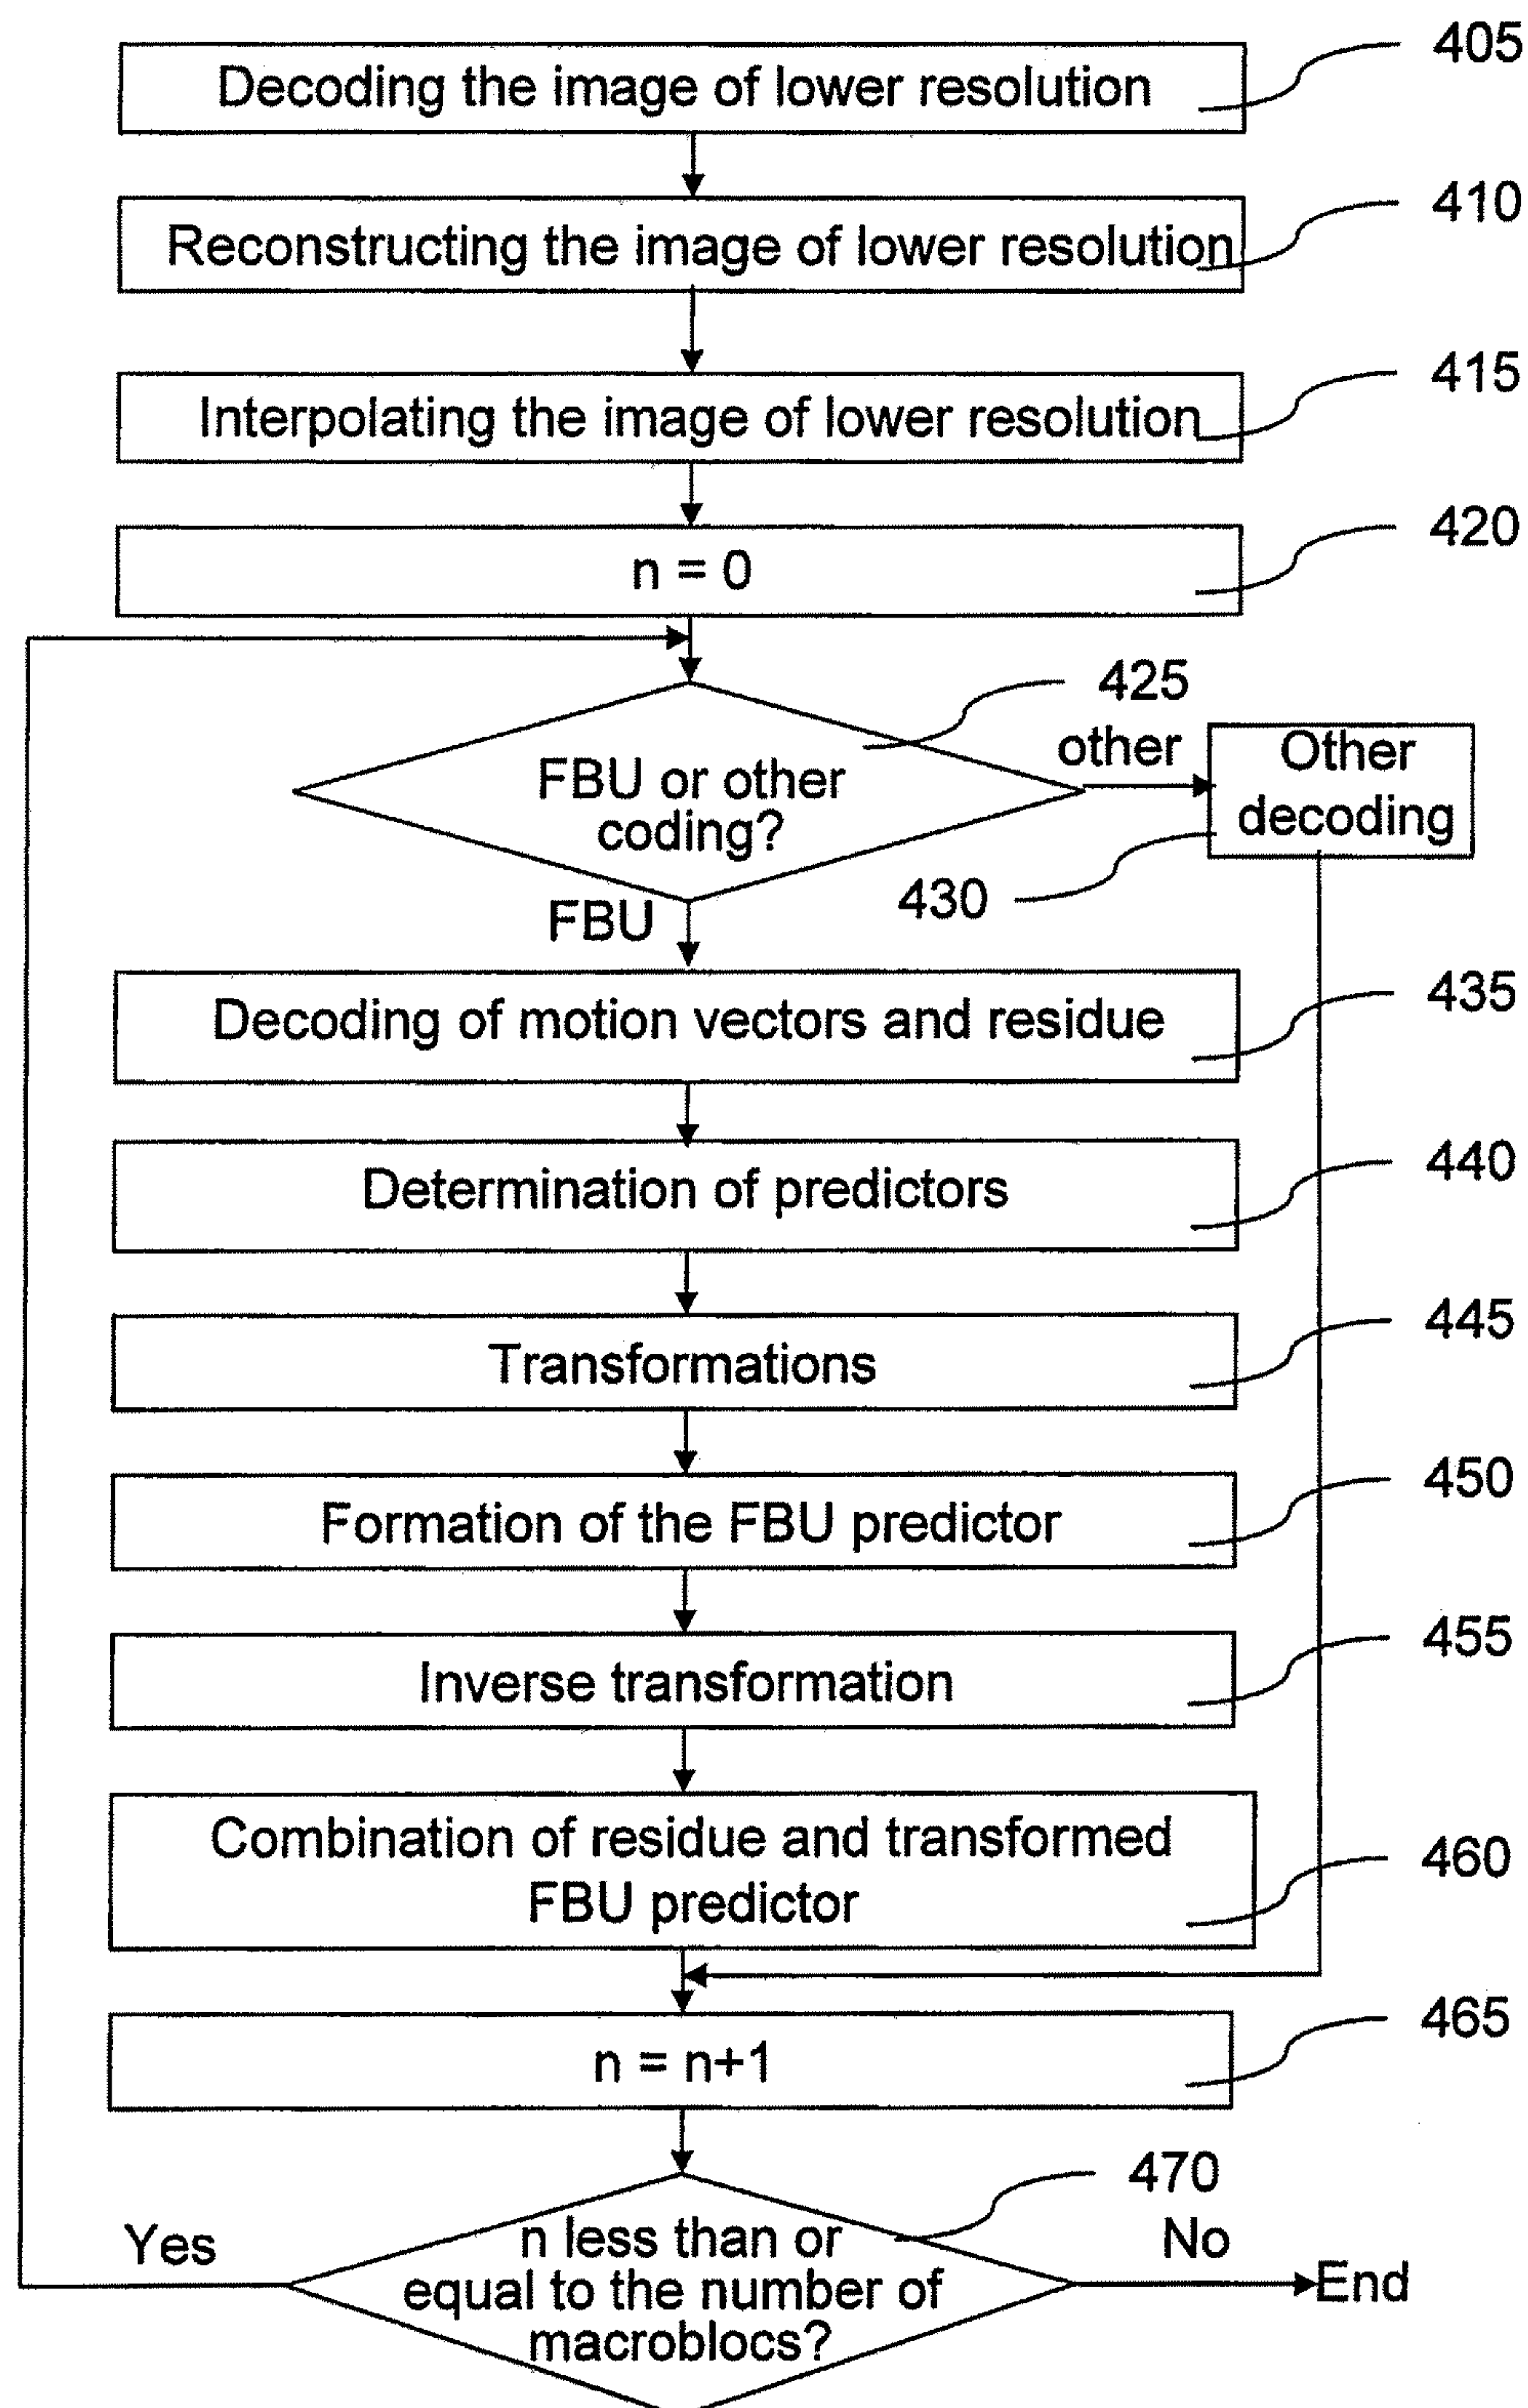 Decoding the image of lower resolution
405
Reconstructing the image of lower resolution
410
Interpolating the image of lower resolution
415
n = 0
420
425
FBU or other
coding?
other
Other
decoding
430
FBU
Decoding of motion vectors and residue
435
Determination of predictors
440
Transformations
445
Formation of the FBU predictor
450
Inverse transformation
455
Combination of residue and transformed
FBU predictor
460
n = n+1
465
470
n less than or
equal to the number of
macroblocs?
Yes
No
End